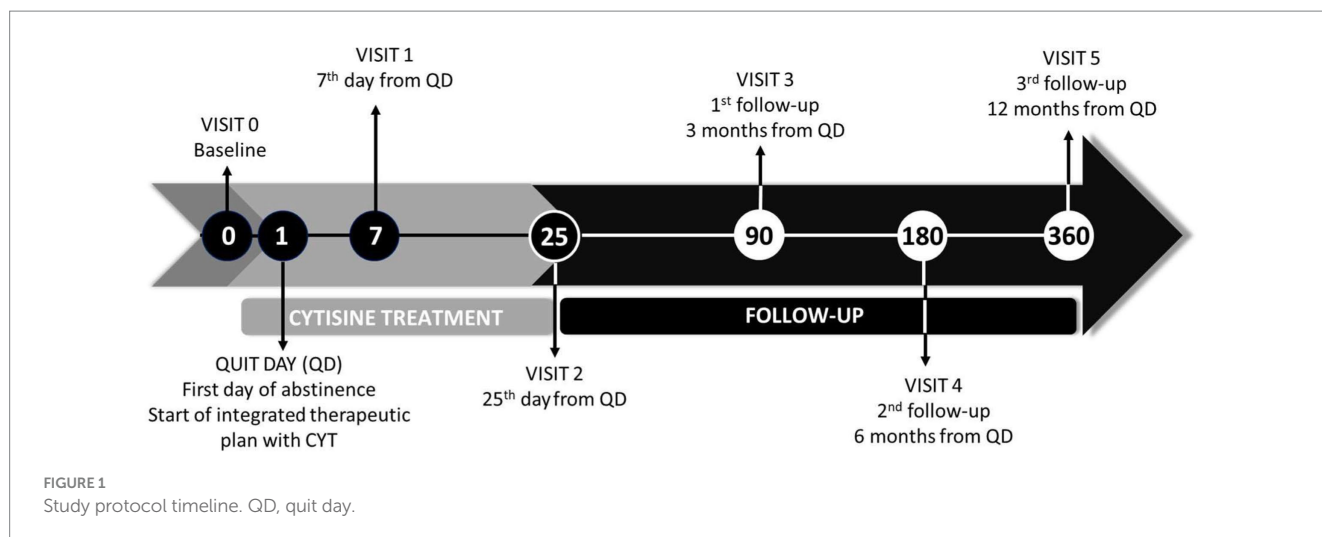 VISIT 0
Baseline
VISIT 1
7th day from QD
VISIT 3
1st follow-up
3 months from QD
VISIT 5
3rd follow-up
12 months from QD
0 1 7 25 90 180 360
CYTISINE TREATMENT
FOLLOW-UP
QUIT DAY (QD)
First day of abstinence
Start of integrated therapeutic
plan with CYT
VISIT 2
25th day from QD
VISIT 4
2nd follow-up
6 months from QD
FIGURE 1
Study protocol timeline. QD, quit day.